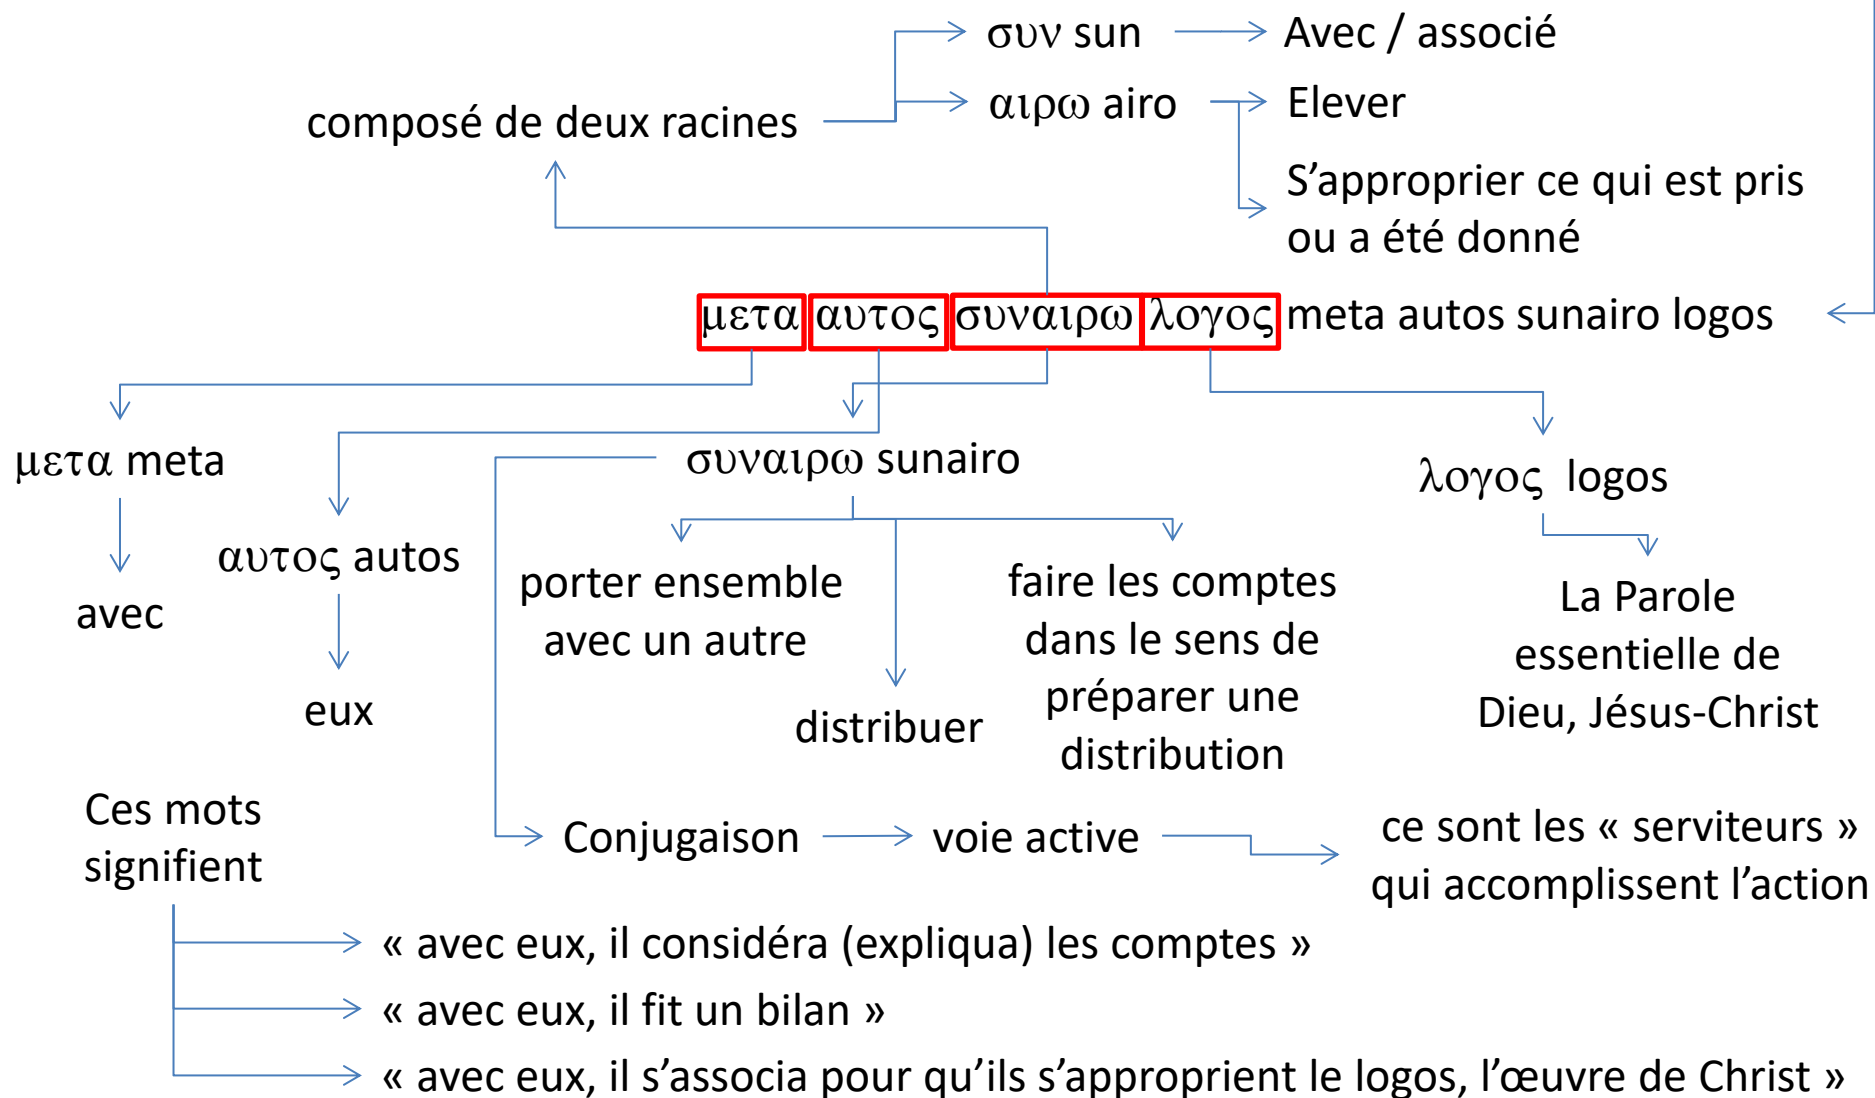 συν sun
Avec / associé
composé de deux racines
αιρω airo
Elever
S’approprier ce qui est pris
ou a été donné
μετα αυτος συναιρω λογος meta autos sunairo logos
μετα meta
avec
αυτος autos
eux
συναιρω sunairo
porter ensemble
avec un autre
distribuer
faire les comptes
dans le sens de
préparer une
distribution
λογος logos
La Parole
essentielle de
Dieu, Jésus-Christ
Conjugaison
voie active
ce sont les « serviteurs »
qui accomplissent l’action
Ces mots
signifient
« avec eux, il considéra (expliqua) les comptes »
« avec eux, il fit un bilan »
« avec eux, il s’associa pour qu’ils s’approprient le logos, l’œuvre de Christ »